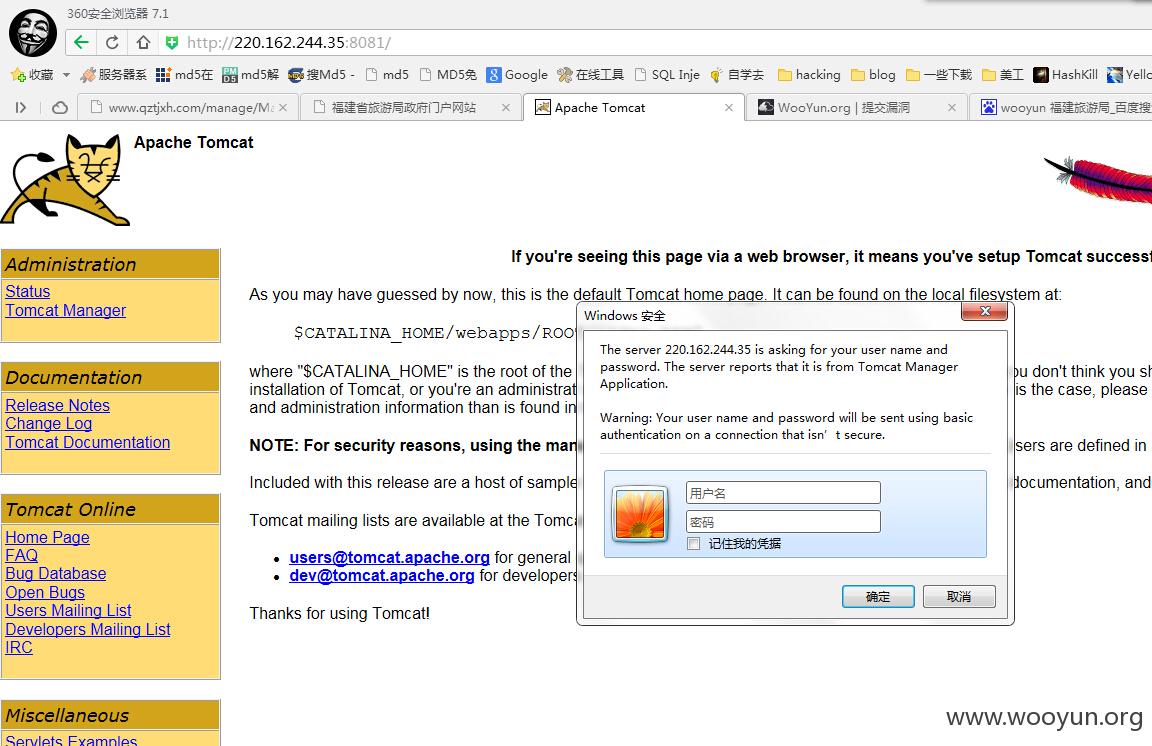 360安全浏览器 7.1
http://220.162.244.35:8081/
收藏 服务器系 md5在 md5解 搜Md5 - md5 MD5免 Google 在线工具 SQL Inje 自学去 hacking blog 一些下载 美工 HashKill Yello
www.qztjxh.com/manage/Ma 福建省旅游局政府门户网站 Apache Tomcat WooYun.org | 提交漏洞 wooyun 福建旅游局_百度搜
Apache Tomcat
Administration
Status
Tomcat Manager
Documentation
Release Notes
Change Log
Tomcat Documentation
Tomcat Online
Home Page
FAQ
Bug Database
Open Bugs
Users Mailing List
Developers Mailing List
IRC
Miscellaneous
Servlets Examples
If you're seeing this page via a web browser, it means you've setup Tomcat successf
As you may have guessed by now, this is the default Tomcat home page. It can be found on the local filesystem at:
$CATALINA_HOME/webapps/ROO
where "$CATALINA_HOME" is the root of the ou don't think you sh
installation of Tomcat, or you're an administrat is the case, please
and administration information than is found in
NOTE: For security reasons, using the man sers are defined in
Included with this release are a host of sample documentation, and
Tomcat mailing lists are available at the Tomca
users@tomcat.apache.org for general
dev@tomcat.apache.org for developers
Thanks for using Tomcat!
Windows 安全
The server 220.162.244.35 is asking for your user name and
password. The server reports that it is from Tomcat Manager
Application.
Warning: Your user name and password will be sent using basic
authentication on a connection that isn’t secure.
用户名
密码
记住我的凭据
确定 取消
www.wooyun.org